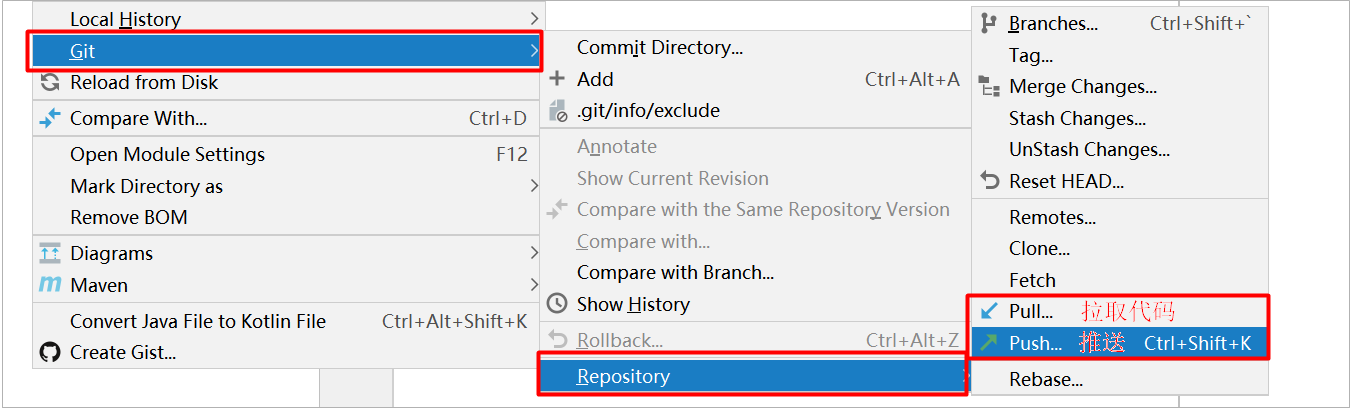 Local History
Git
Reload from Disk
Compare With... Ctrl+D
Open Module Settings F12
Mark Directory as
Remove BOM
Diagrams
Maven
Convert Java File to Kotlin File Ctrl+Alt+Shift+K
Create Gist...
Commit Directory...
Add Ctrl+Alt+A
.git/info/exclude
Annotate
Show Current Revision
Compare with the Same Repository Version
Compare with...
Compare with Branch...
Show History
Rollback... Ctrl+Alt+Z
Repository
Branches... Ctrl+Shift+`
Tag...
Merge Changes...
Stash Changes...
UnStash Changes...
Reset HEAD...
Remotes...
Clone...
Fetch
Pull... 拉取代码
Push... 推送 Ctrl+Shift+K
Rebase...